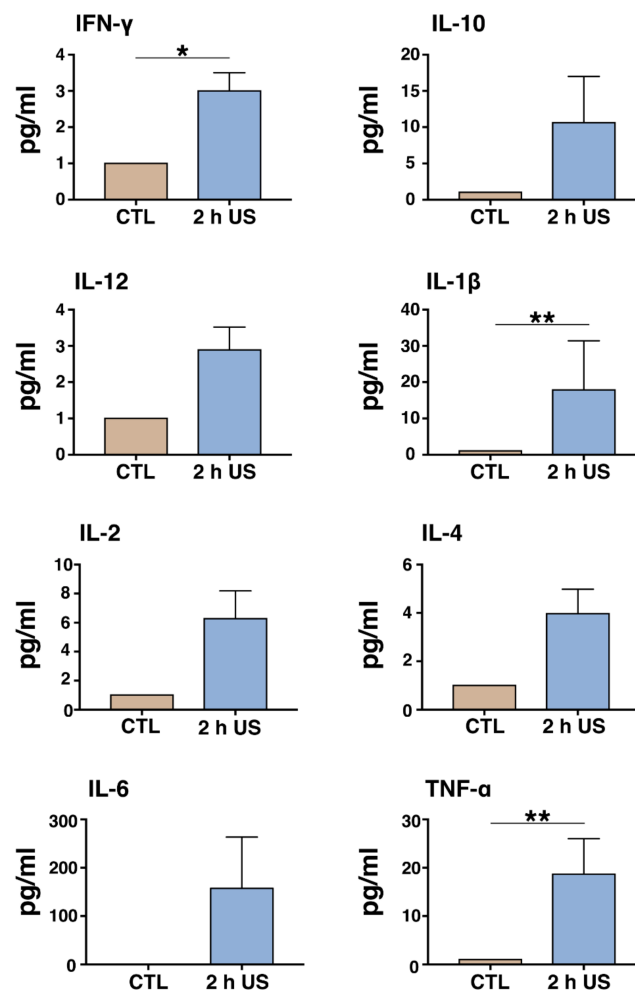 IFN-γ
*
pg/ml
4
3
2
1
0
CTL 2 h US
IL-10
pg/ml
20
15
10
5
0
CTL 2 h US
IL-12
pg/ml
4
3
2
1
0
CTL 2 h US
IL-1β
**
pg/ml
40
30
20
10
0
CTL 2 h US
IL-2
pg/ml
10
8
6
4
2
0
CTL 2 h US
IL-4
pg/ml
6
4
2
0
CTL 2 h US
IL-6
pg/ml
300
200
100
0
CTL 2 h US
TNF-α
**
pg/ml
30
20
10
0
CTL 2 h US